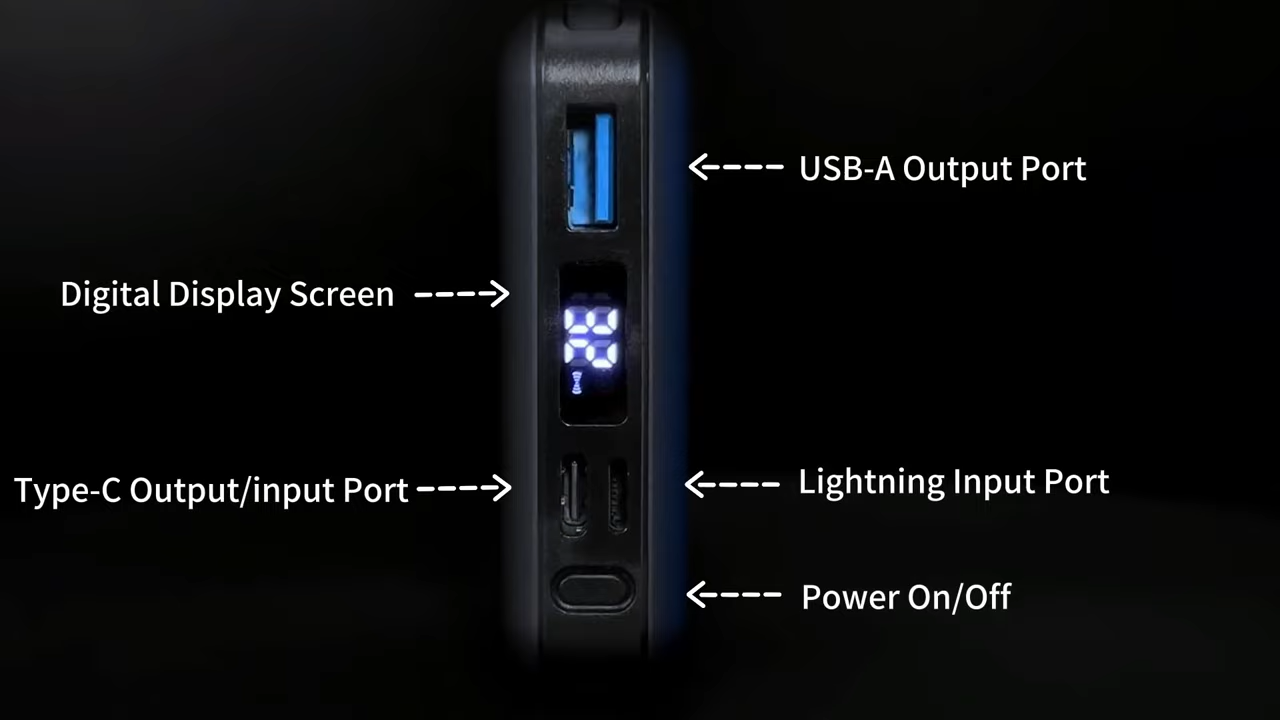 USB-A Output Port
Digital Display Screen
Type-C Output/input Port
Lightning Input Port
Power On/Off